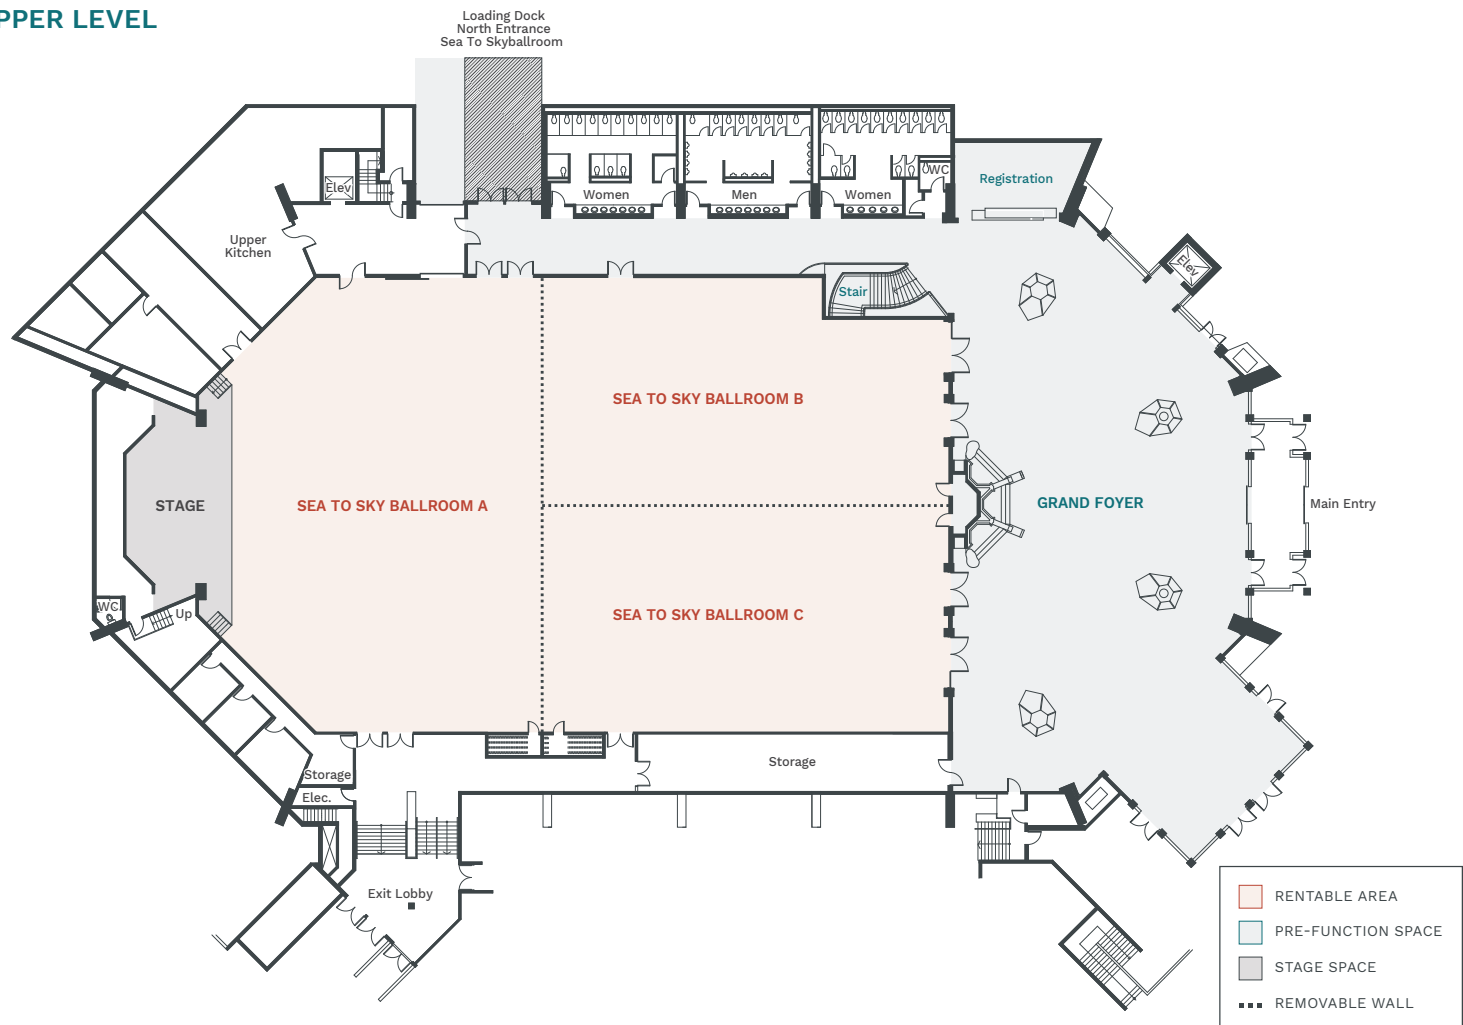 PPER LEVEL
Loading Dock
North Entrance
Sea To Skyballroom
Elev
Women
Men
Women
WC
Registration
Upper
Kitchen
Elev
Stair
SEA TO SKY BALLROOM B
STAGE
SEA TO SKY BALLROOM A
GRAND FOYER
Main Entry
WC
Up
SEA TO SKY BALLROOM C
Storage
Storage
Elec.
Exit Lobby
RENTABLE AREA
PRE-FUNCTION SPACE
STAGE SPACE
REMOVABLE WALL